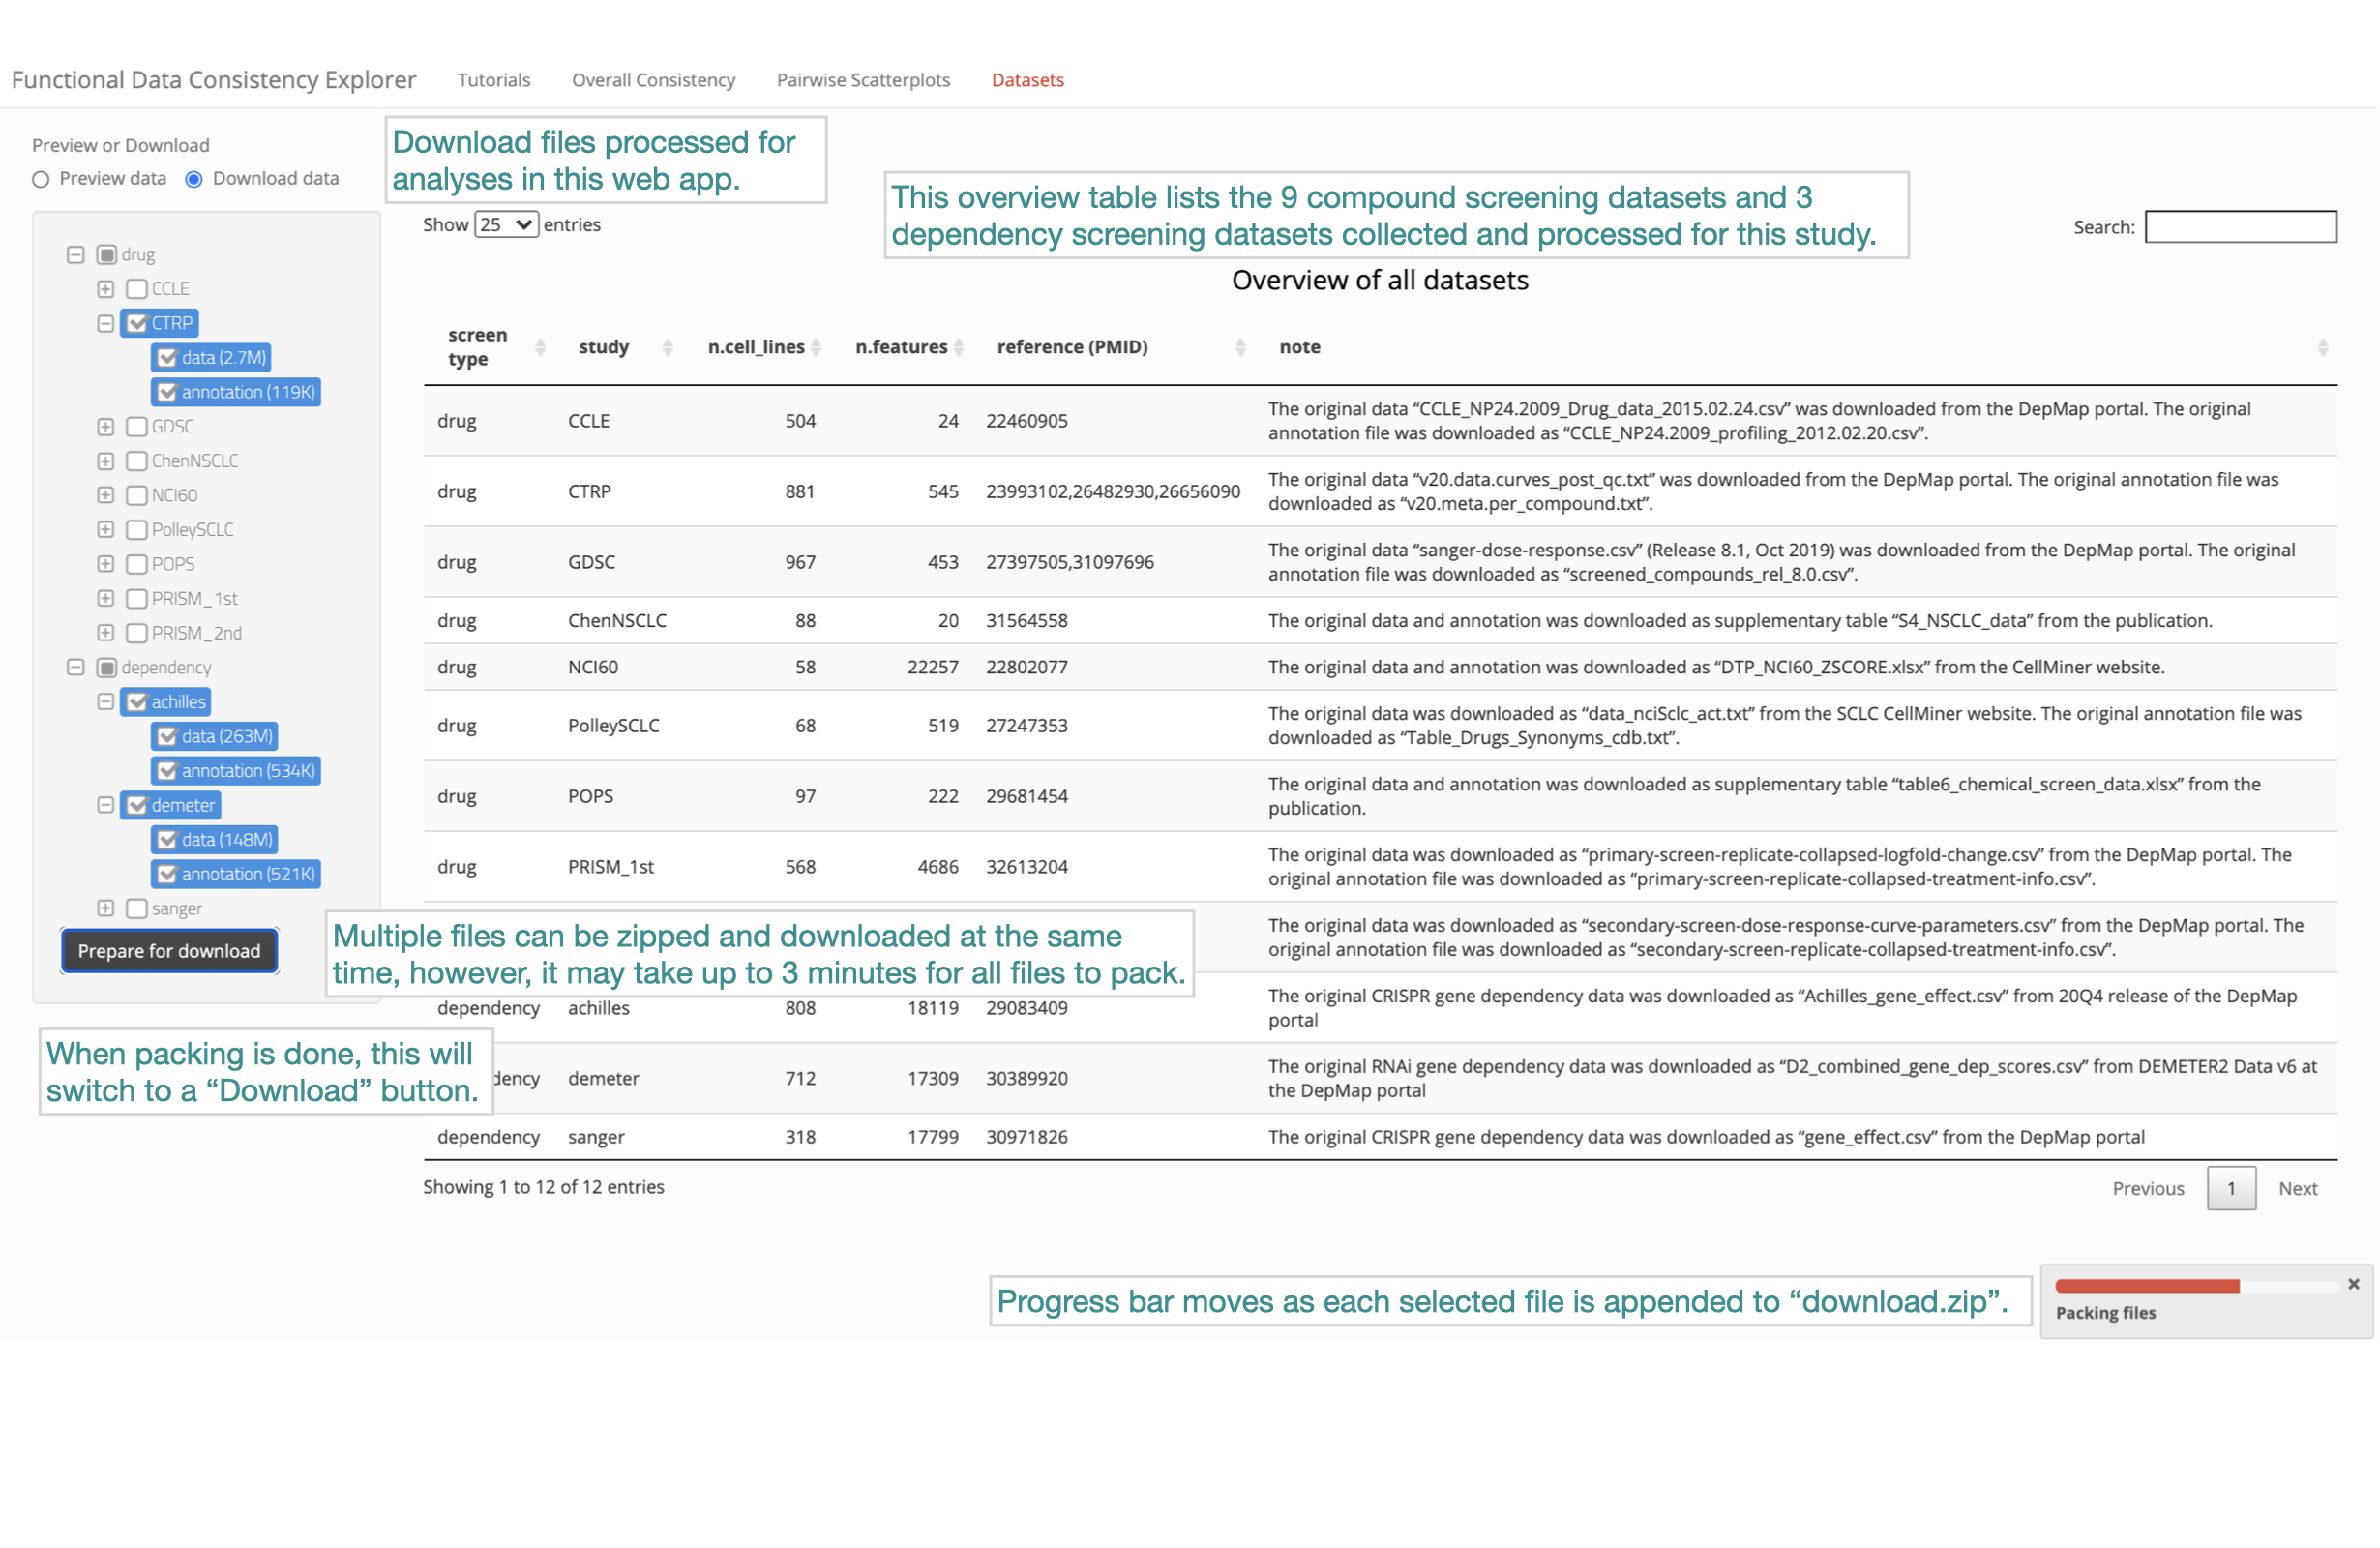 Functional Data Consistency Explorer Tutorials Overall Consistency Pairwise Scatterplots Datasets
Preview or Download
Preview data Download data
Download files processed for
analyses in this web app.
This overview table lists the 9 compound screening datasets and 3
dependency screening datasets collected and processed for this study.
Show 25 entries
Search:
drug
CCLE
CTRP
data (2.7M)
annotation (119K)
GDSC
ChenNSCLC
NCI60
PolleySCLC
POPS
PRISM_1st
PRISM_2nd
dependency
achilles
data (263M)
annotation (534K)
demeter
data (148M)
annotation (521K)
sanger
Prepare for download
Overview of all datasets
screen
type
study n.cell_lines n.features reference (PMID) note
drug CCLE 504 24 22460905
The original data “CCLE_NP24.2009_Drug_data_2015.02.24.csv” was downloaded from the DepMap portal. The original
annotation file was downloaded as “CCLE_NP24.2009_profiling_2012.02.20.csv”.
drug CTRP 881 545 23993102,26482930,26656090
The original data “v20.data.curves_post_qc.txt” was downloaded from the DepMap portal. The original annotation file was
downloaded as “v20.meta.per_compound.txt”.
drug GDSC 967 453 27397505,31097696
The original data “sanger-dose-response.csv” (Release 8.1, Oct 2019) was downloaded from the DepMap portal. The original
annotation file was downloaded as “screened_compounds_rel_8.0.csv”.
drug ChenNSCLC 88 20 31564558 The original data and annotation was downloaded as supplementary table “S4_NSCLC_data” from the publication.
drug NCI60 58 22257 22802077 The original data and annotation was downloaded as “DTP_NCI60_ZSCORE.xlsx” from the CellMiner website.
drug PolleySCLC 68 519 27247353
The original data was downloaded as “data_nciSclc_act.txt” from the SCLC CellMiner website. The original annotation file was
downloaded as “Table_Drugs_Synonyms_cdb.txt”.
drug POPS 97 222 29681454
The original data and annotation was downloaded as supplementary table “table6_chemical_screen_data.xlsx” from the
publication.
drug PRISM_1st 568 4686 32613204
The original data was downloaded as “primary-screen-replicate-collapsed-logfold-change.csv” from the DepMap portal. The
original annotation file was downloaded as “primary-screen-replicate-collapsed-treatment-info.csv”.
Multiple files can be zipped and downloaded at the same
time, however, it may take up to 3 minutes for all files to pack.
The original data was downloaded as “secondary-screen-dose-response-curve-parameters.csv” from the DepMap portal. The
original annotation file was downloaded as “secondary-screen-replicate-collapsed-treatment-info.csv”.
dependency achilles 808 18119 29083409
The original CRISPR gene dependency data was downloaded as “Achilles_gene_effect.csv” from 20Q4 release of the DepMap
portal
When packing is done, this will
switch to a “Download” button.
dency demeter 712 17309 30389920
The original RNAi gene dependency data was downloaded as “D2_combined_gene_dep_scores.csv” from DEMETER2 Data v6 at
the DepMap portal
dependency sanger 318 17799 30971826 The original CRISPR gene dependency data was downloaded as “gene_effect.csv” from the DepMap portal
Showing 1 to 12 of 12 entries
Previous 1 Next
Progress bar moves as each selected file is appended to “download.zip”.
Packing files